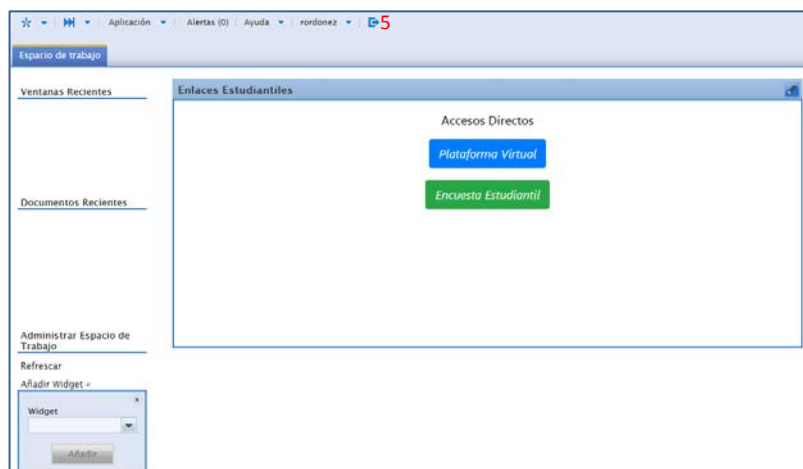 Aplicación Alertas (0) Ayuda rordonez 5
Espacio de trabajo
Ventanas Recientes
Enlaces Estudiantiles
Accesos Directos
Plataforma Virtual
Encuesta Estudiantil
Documentos Recientes
Administrar Espacio de
Trabajo
Refrescar
Añadir Widget «
x
Widget
Añadir